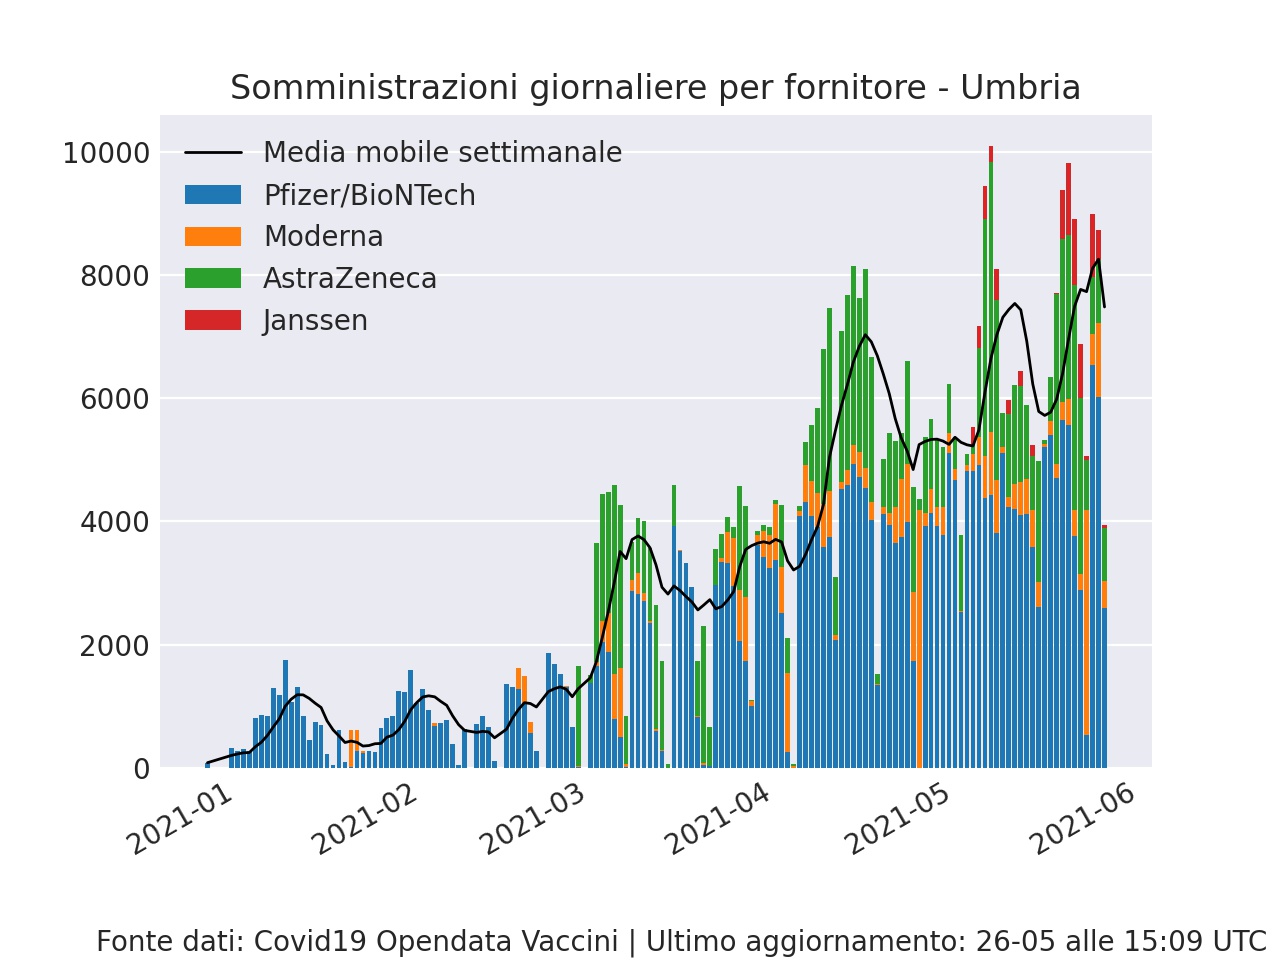 Somministrazioni giornaliere per fornitore - Umbria
Media mobile settimanale
Pfizer/BioNTech
Moderna
AstraZeneca
Janssen
10000
8000
6000
4000
2000
0
2021-01
2021-02
2021-03
2021-04
2021-05
2021-06
Fonte dati: Covid19 Opendata Vaccini | Ultimo aggiornamento: 26-05 alle 15:09 UTC